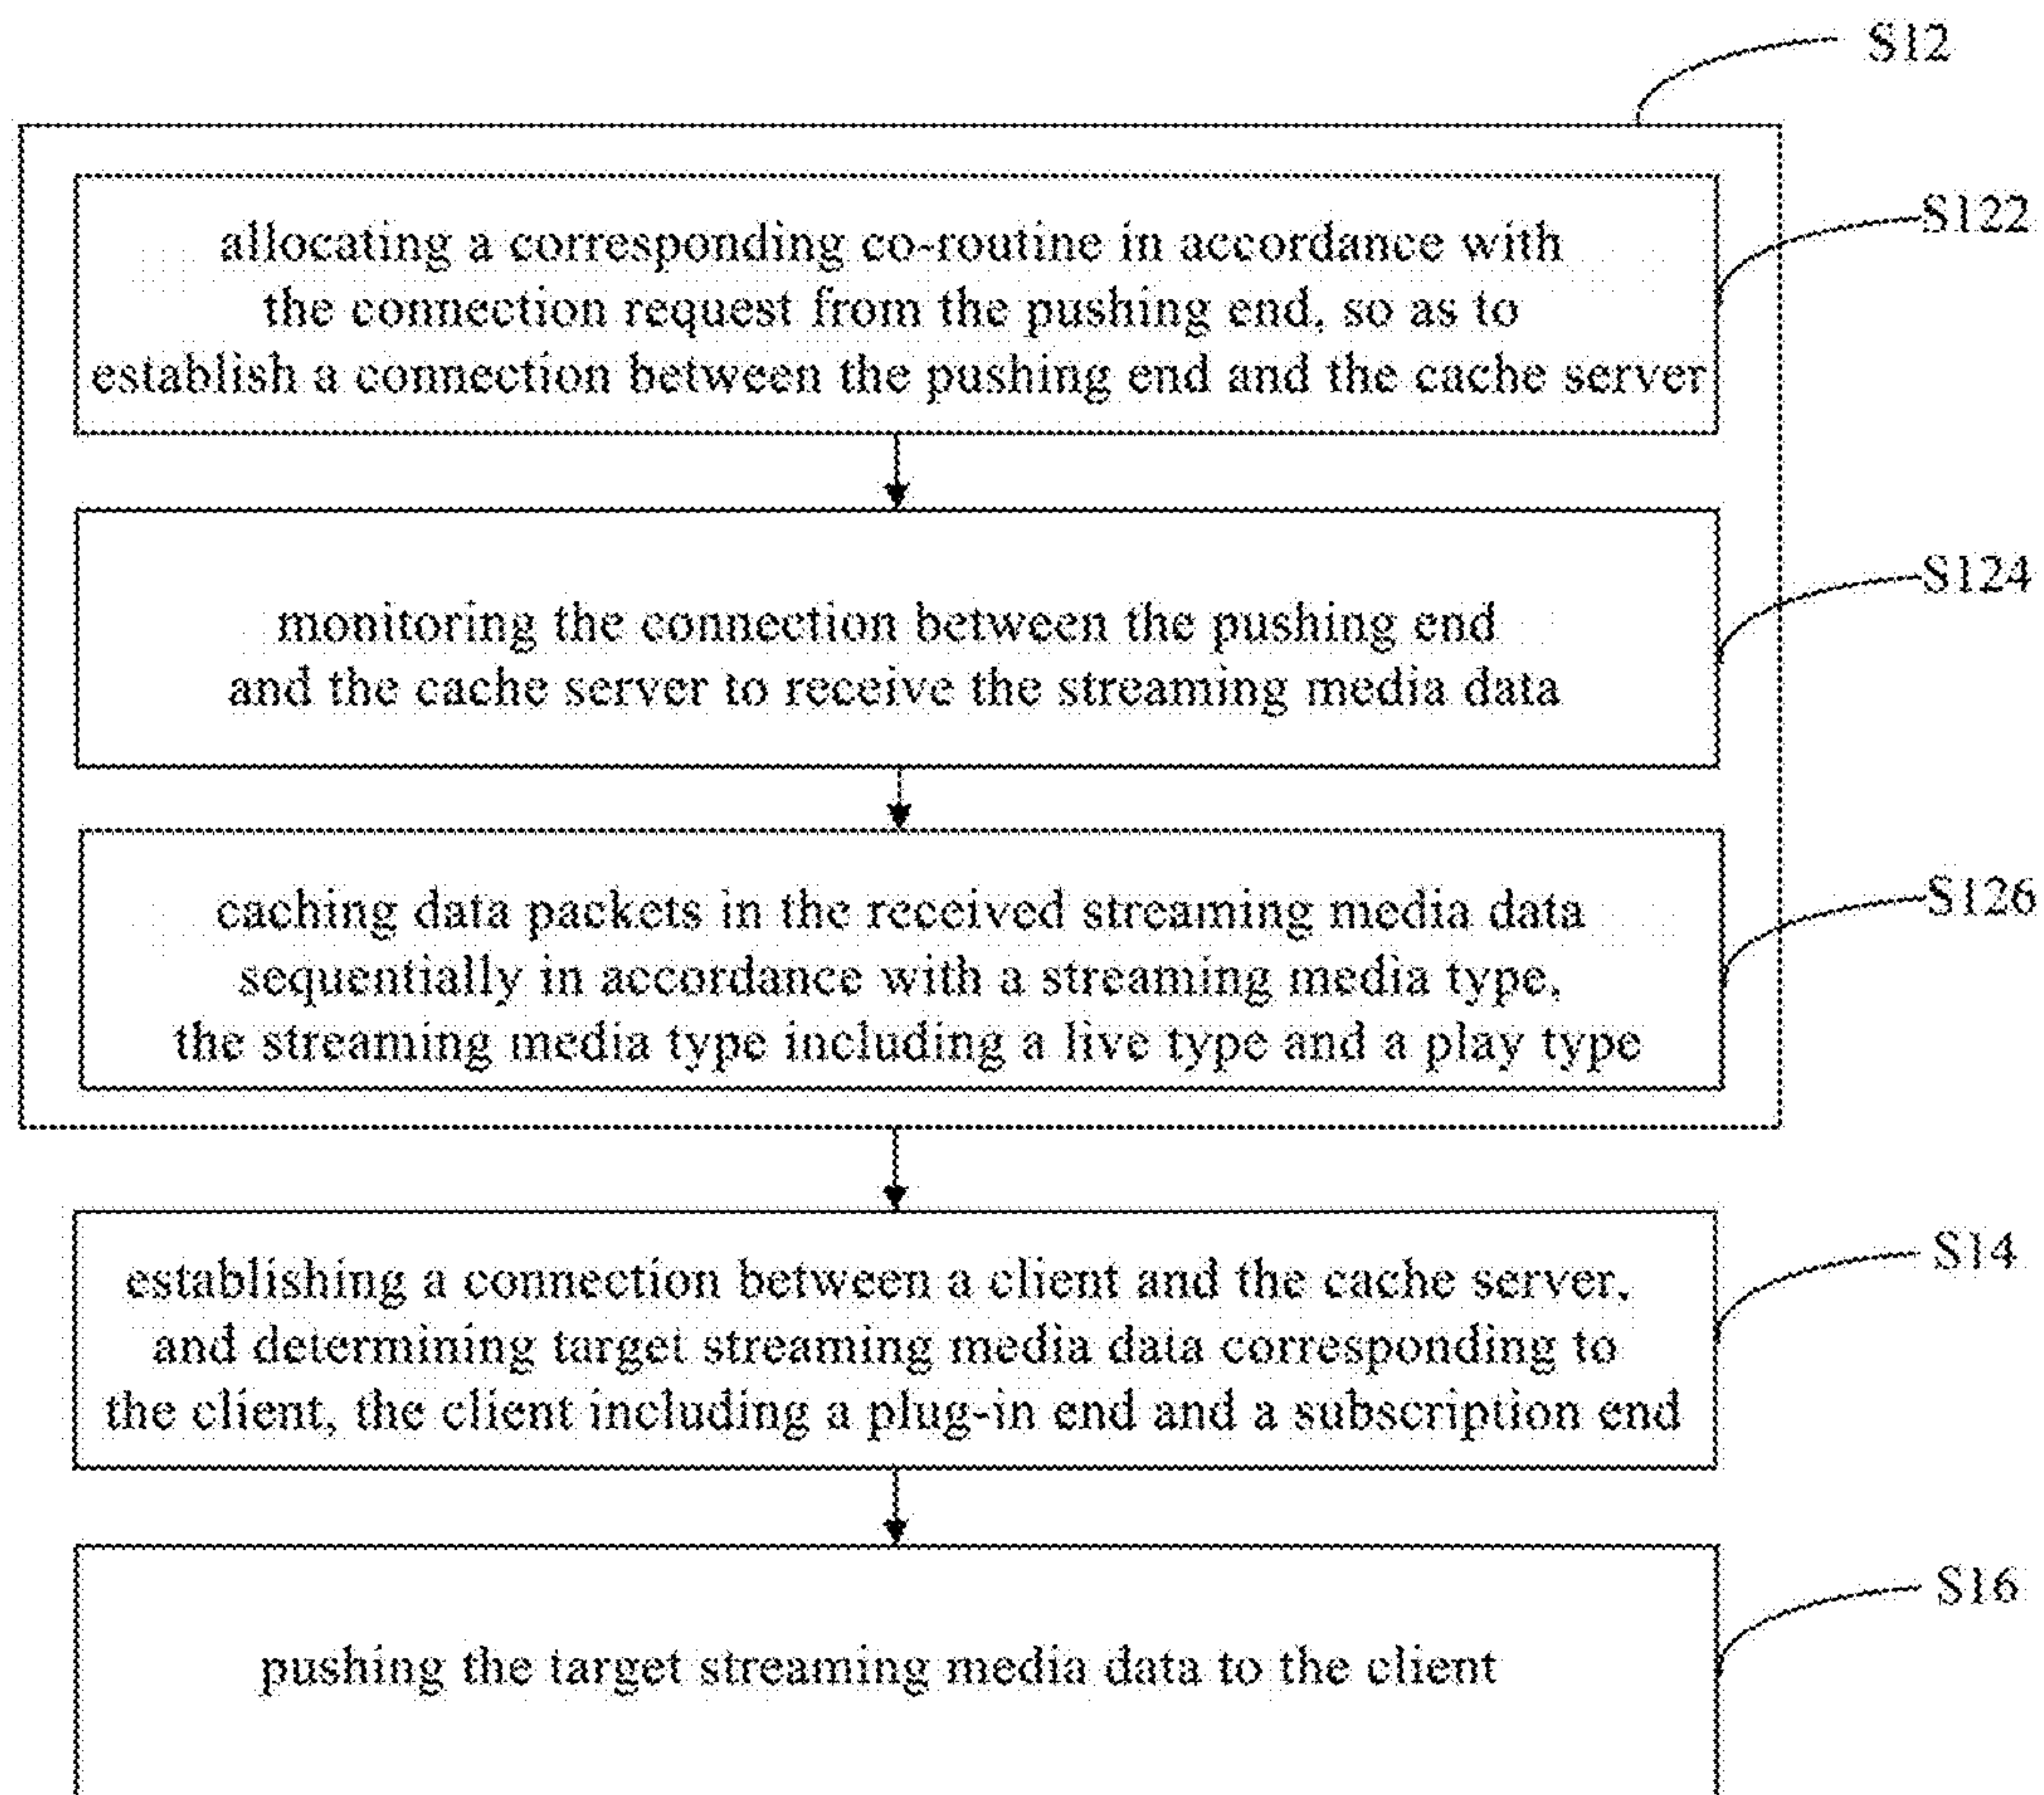 S12
allocating a corresponding co-routine in accordance with
the connection request from the pushing end, so as to
establish a connection between the pushing end and the cache server
S122
monitoring the connection between the pushing end
and the cache server to receive the streaming media data
S124
caching data packets in the received streaming media data
sequentially in accordance with a streaming media type,
the streaming media type including a live type and a play type
S126
establishing a connection between a client and the cache server,
and determining target streaming media data corresponding to
the client, the client including a plug-in end and a subscription end
S14
pushing the target streaming media data to the client
S16